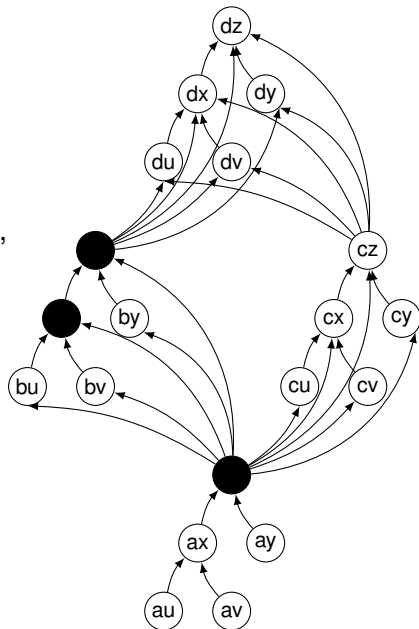 dz
dx dy
du dv
,
cz
by cx cy
bu bv cu cv
ax ay
au av